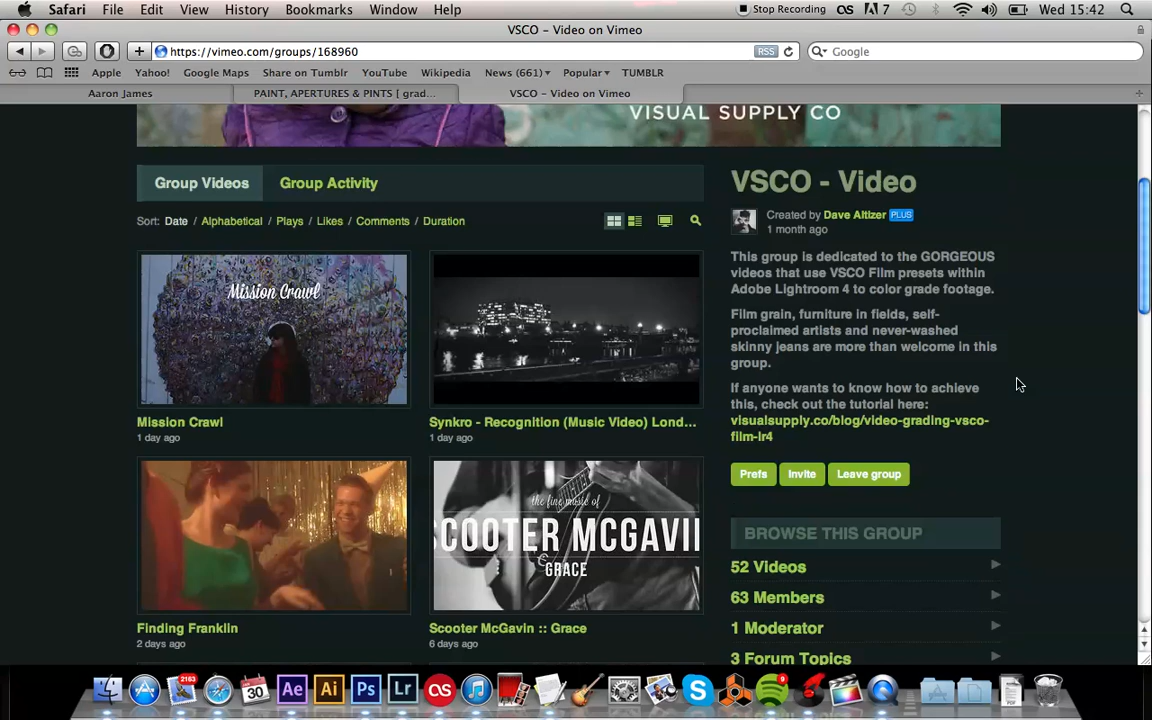 Safari File Edit View History Bookmarks Window Help Stop Recording 7 Wed 15:42
VSCO - Video on Vimeo
https://vimeo.com/groups/168960 RSS Google
Apple Yahoo! Google Maps Share on Tumblr YouTube Wikipedia News (661) Popular TUMBLR
Aaron James PAINT, APERTURES & PINTS [ grad... VSCO - Video on Vimeo
VISUAL SUPPLY CO
Group Videos Group Activity
Sort: Date / Alphabetical / Plays / Likes / Comments / Duration
Mission Crawl
Mission Crawl
1 day ago
Synkro - Recognition (Music Video) Lond...
1 day ago
the fine music of
SCOOTER MCGAVIN
& GRACE
Finding Franklin
2 days ago
Scooter McGavin :: Grace
6 days ago
VSCO - Video
Created by Dave Altizer PLUS
1 month ago
This group is dedicated to the GORGEOUS
videos that use VSCO Film presets within
Adobe Lightroom 4 to color grade footage.
Film grain, furniture in fields, self-
proclaimed artists and never-washed
skinny jeans are more than welcome in this
group.
If anyone wants to know how to achieve
this, check out the tutorial here:
visualsupply.co/blog/video-grading-vsco-
film-lr4
Prefs Invite Leave group
BROWSE THIS GROUP
52 Videos
63 Members
1 Moderator
3 Forum Topics
2163 30 Ae Ai Ps Lr 9